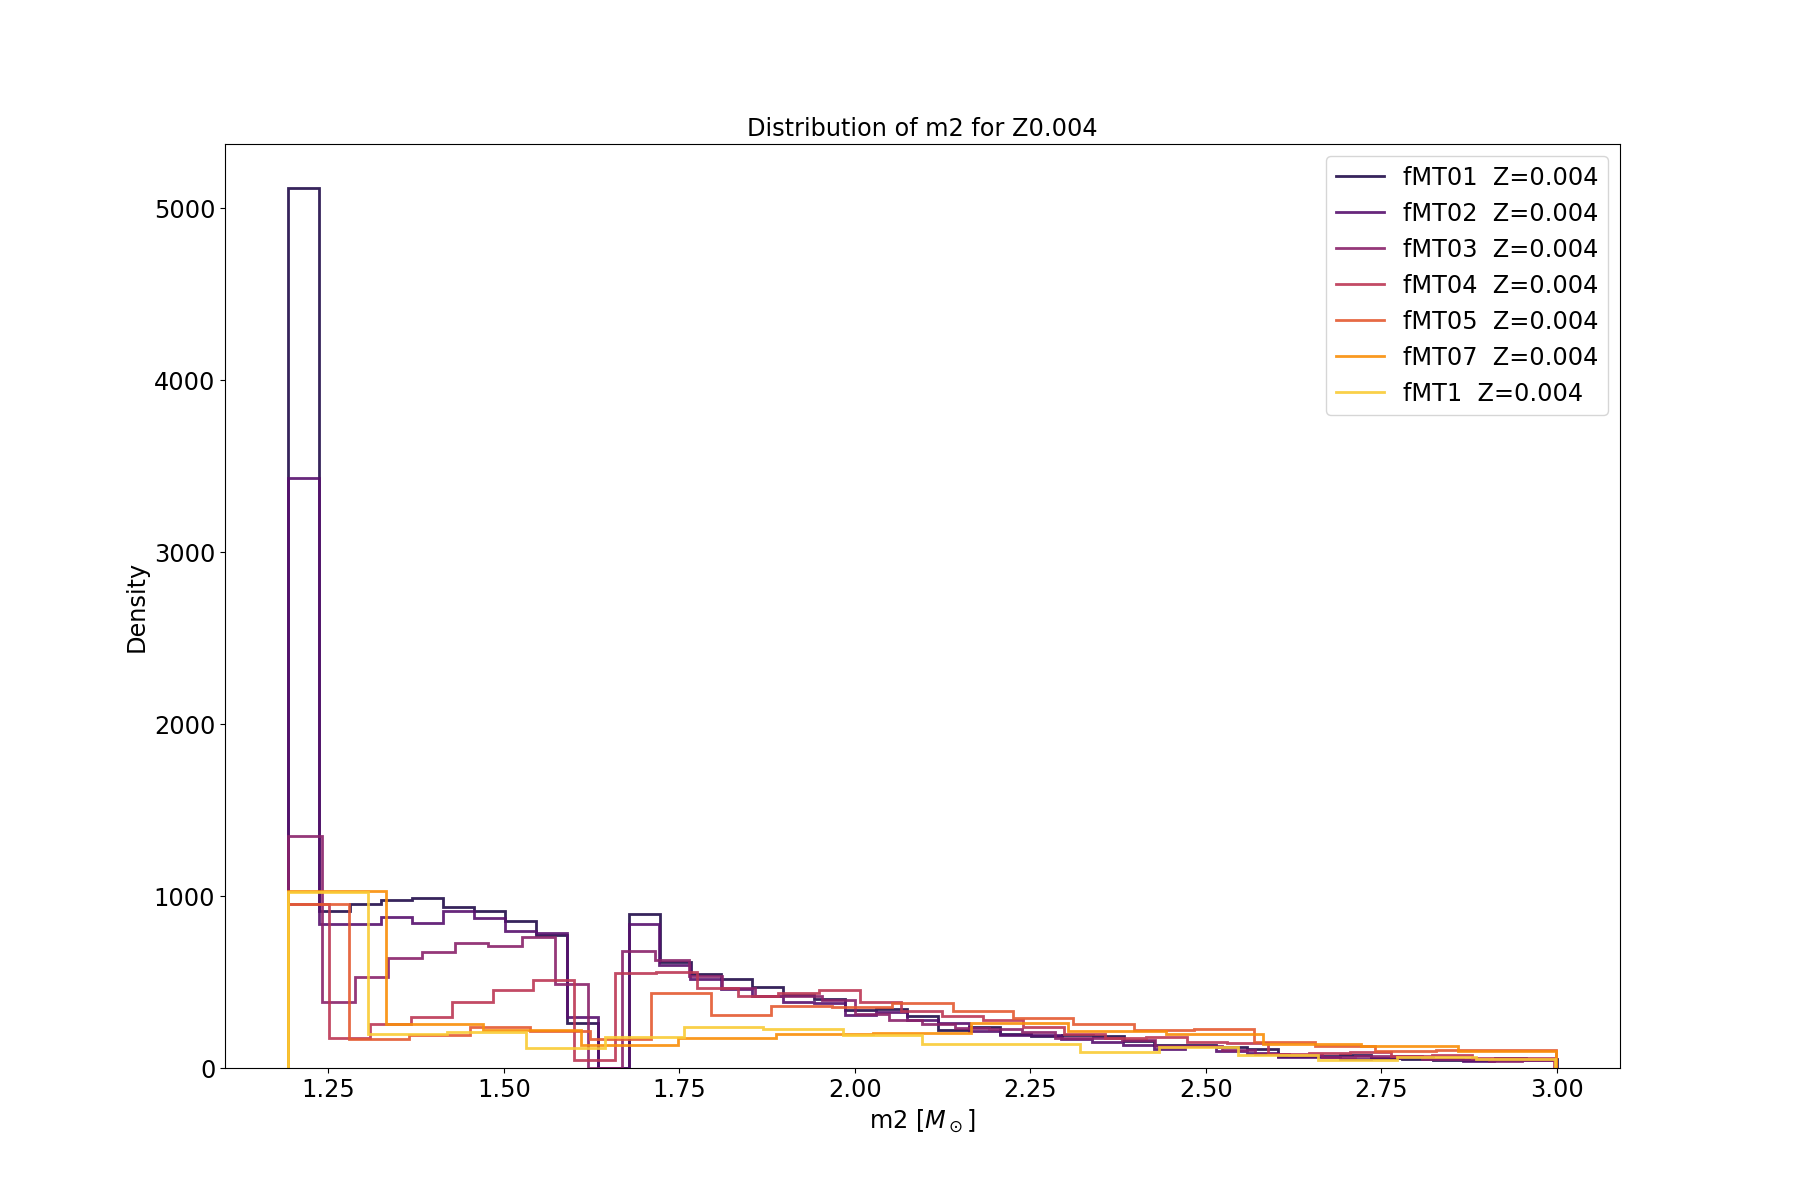 Distribution of m2 for Z0.004
fMT01  Z=0.004
fMT02  Z=0.004
fMT03  Z=0.004
fMT04  Z=0.004
fMT05  Z=0.004
fMT07  Z=0.004
fMT1  Z=0.004
5000
4000
3000
2000
1000
0
Density
1.25 1.50 1.75 2.00 2.25 2.50 2.75 3.00
m2 [M_⊙]